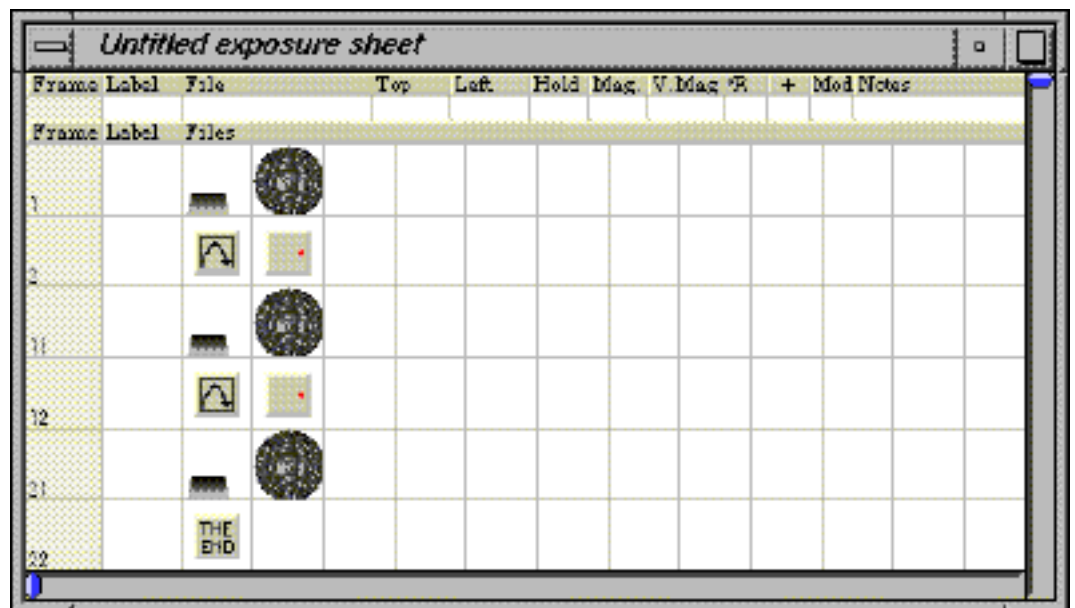 Untitled exposure sheet
Frame Label File Top Left Hold Mag. V.Mag °R + Mod Notes
Frame Label Files
1
2
11
12
21
THE
END
22